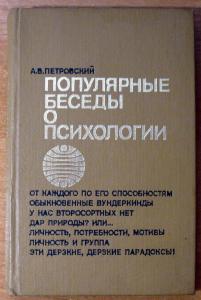 А.В.ПЕТРОВСКИЙ
ПОПУЛЯРНЫЕ
БЕСЕДЫ
О
ПСИХОЛОГИИ
ОТ КАЖДОГО ПО ЕГО СПОСОБНОСТЯМ
ОБЫКНОВЕННЫЕ ВУНДЕРКИНДЫ
У НАС ВТОРОСОРТНЫХ НЕТ
ДАР ПРИРОДЫ? ИЛИ...
ЛИЧНОСТЬ, ПОТРЕБНОСТИ, МОТИВЫ
ЛИЧНОСТЬ И ГРУППА
ЭТИ ДЕРЗКИЕ, ДЕРЗКИЕ ПАРАДОКСЫ!